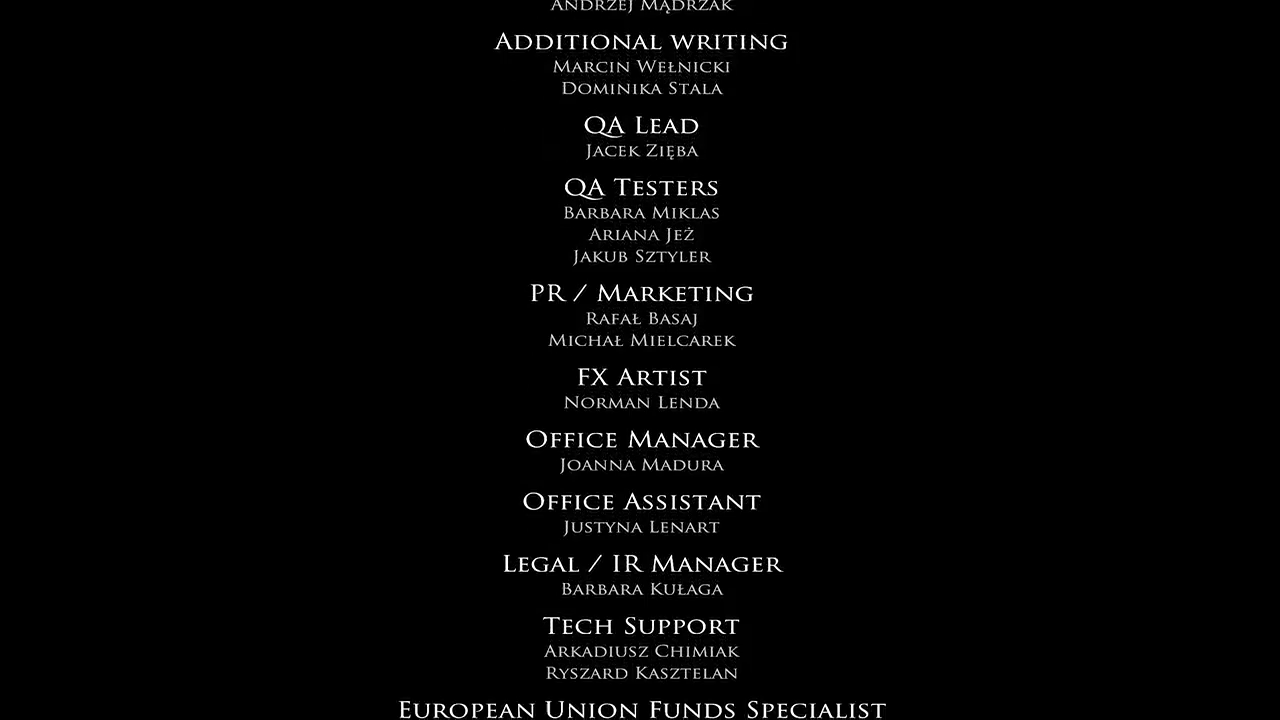 Andrzej Mądrzak
Additional writing
Marcin Wełnicki
Dominika Stala
QA Lead
Jacek Zięba
QA Testers
Barbara Miklas
Ariana Jeż
Jakub Sztyler
PR / Marketing
Rafał Basaj
Michał Mielcarek
FX Artist
Norman Lenda
Office Manager
Joanna Madura
Office Assistant
Justyna Lenart
Legal / IR Manager
Barbara Kułaga
Tech Support
Arkadiusz Chimiak
Ryszard Kasztelan
European Union Funds Specialist